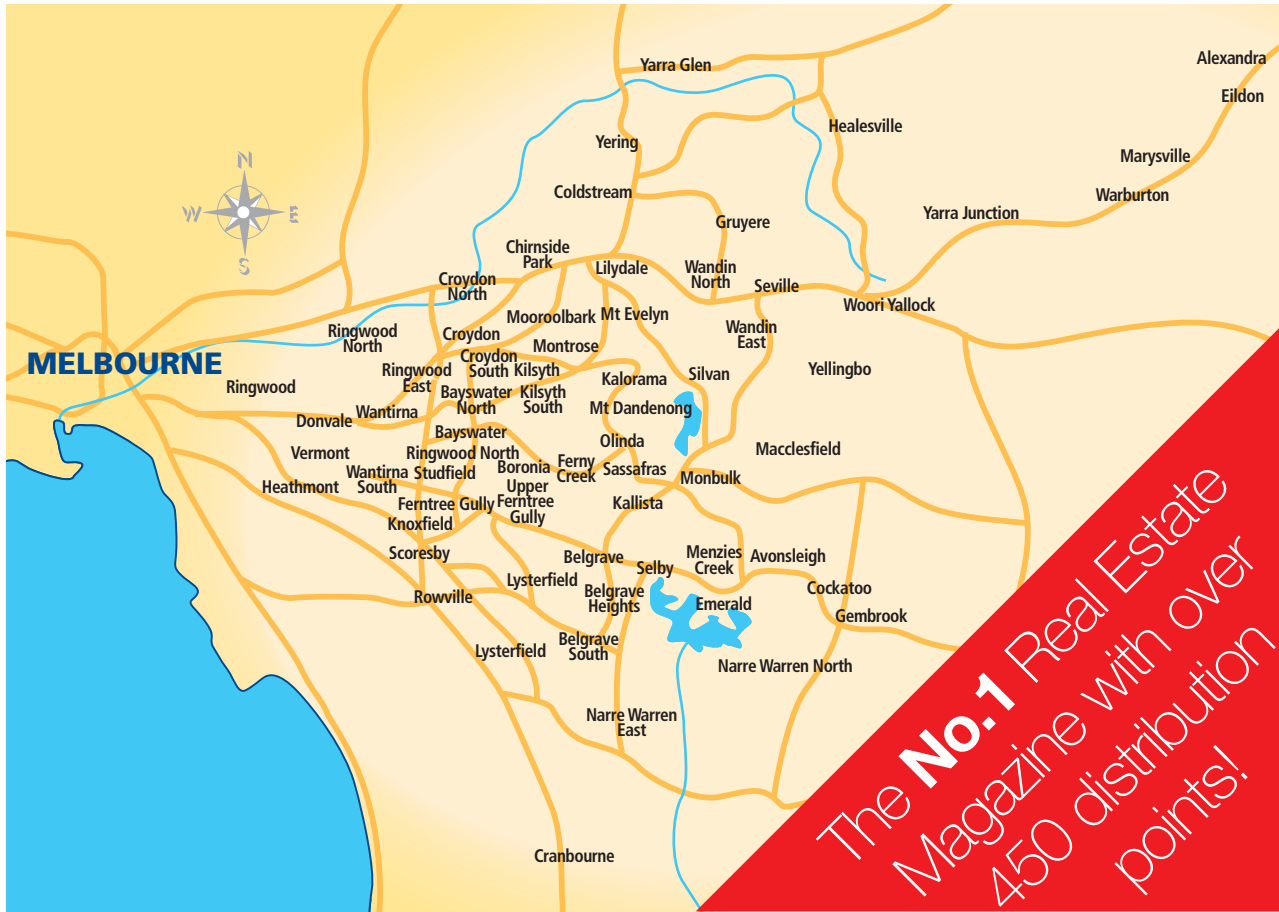 Alexandra
Yarra Glen
Eildon
Healesville
Yering
Marysville
N
Coldstream
Warburton
W
E
Yarra Junction
Gruyere
S
Chirnside
Park
Lilydale
Wandin
North
Croydon
North
Seville
Woori Yallock
Mooroolbark
Mt Evelyn
Ringwood
North
Croydon
Wandin
East
Montrose
MELBOURNE
Croydon
South
Kilsyth
Ringwood
East
Yellingbo
Silvan
Kalorama
Ringwood
Bayswater
North
Kilsyth
South
Mt Dandenong
Wantirna
Donvale
Bayswater
Olinda
Macclesfield
Vermont
Ringwood North
Boronia
Ferny
Creek
Sassafras
Wantirna
South
Studfield
Monbulk
Heathmont
Upper
Ferntree
Gully
Ferntree Gully
Kallista
Knoxfield
Scoresby
Belgrave
Selby
Menzies
Creek
Avonsleigh
Lysterfield
Belgrave
Heights
Cockatoo
Rowville
Emerald
Gembrook
Lysterfield
Belgrave
South
Narre Warren North
Narre Warren
East
Cranbourne
The No.1 Real Estate
Magazine with over
450 distribution
points!